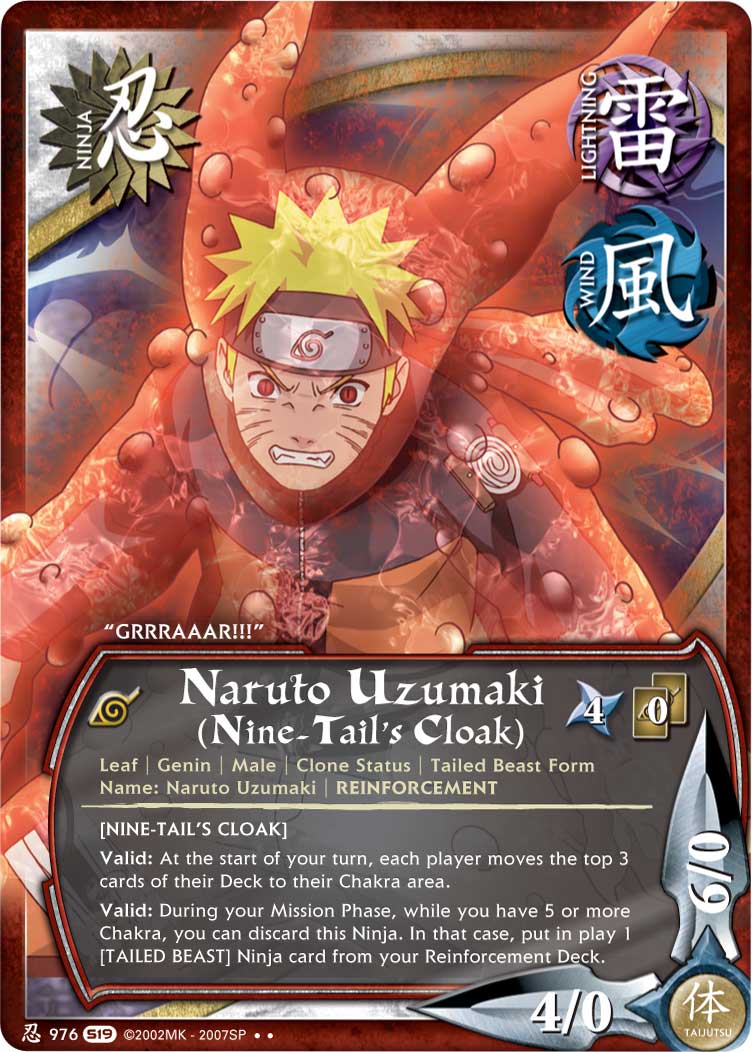 忍
NINJA
雷
LIGHTNING
風
WIND
“GRRRAAAR!!!”
Naruto Uzumaki
(Nine-Tail’s Cloak)
4
0
Leaf | Genin | Male | Clone Status | Tailed Beast Form
Name: Naruto Uzumaki | REINFORCEMENT
[NINE-TAIL’S CLOAK]
Valid: At the start of your turn, each player moves the top 3
cards of their Deck to their Chakra area.
Valid: During your Mission Phase, while you have 5 or more
Chakra, you can discard this Ninja. In that case, put in play 1
[TAILED BEAST] Ninja card from your Reinforcement Deck.
6/0
4/0
体
TAIJUTSU
忍 976 S19 ©2002MK - 2007SP • •